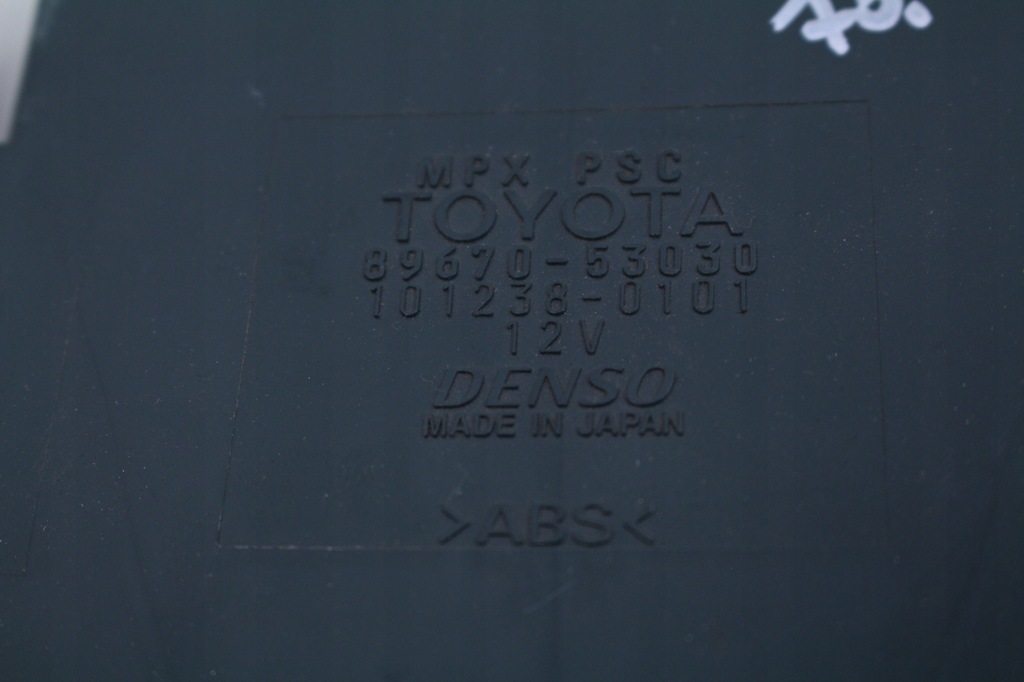 MPX PSC
TOYOTA
89670-53030
101238-0101
12V
DENSO
MADE IN JAPAN
>ABS<